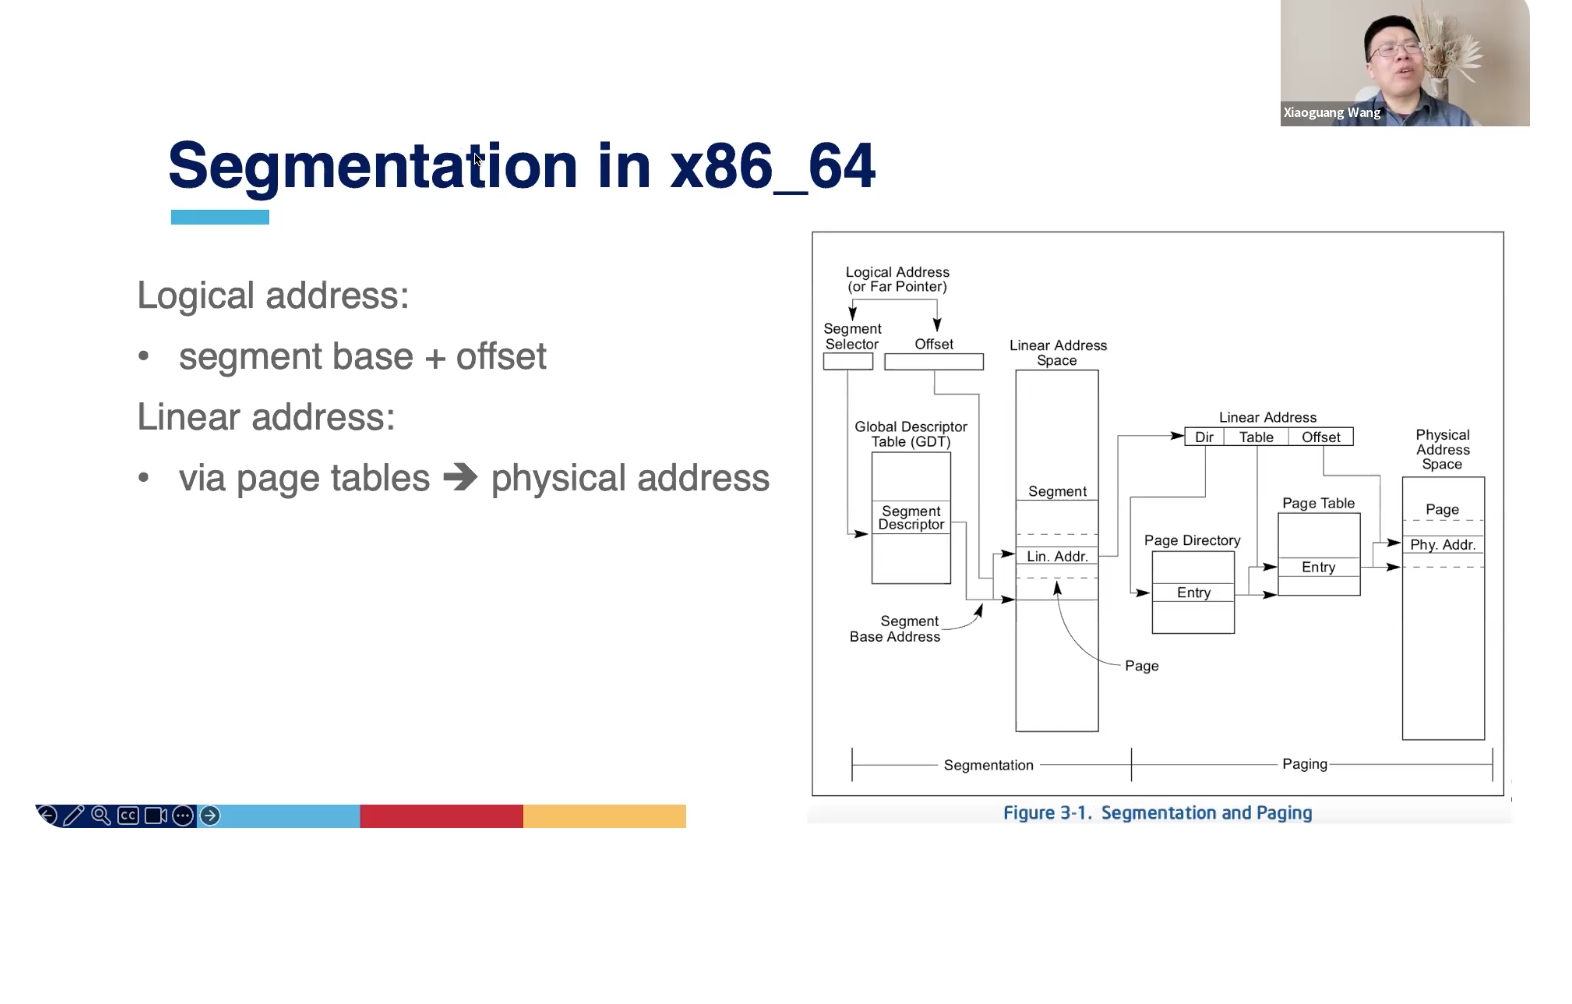 Xiaoguang Wang
Segmentation in x86_64
Logical address:
• segment base + offset
Linear address:
• via page tables ➔ physical address
Logical Address
(or Far Pointer)
Segment
Selector
Offset
Linear Address
Space
Global Descriptor
Table (GDT)
Segment
Descriptor
Segment
Lin. Addr.
Segment
Base Address
Page
Linear Address
Dir Table Offset
Page Directory
Entry
Page Table
Entry
Physical
Address
Space
Page
Phy. Addr.
Segmentation
Paging
CC
Figure 3-1. Segmentation and Paging